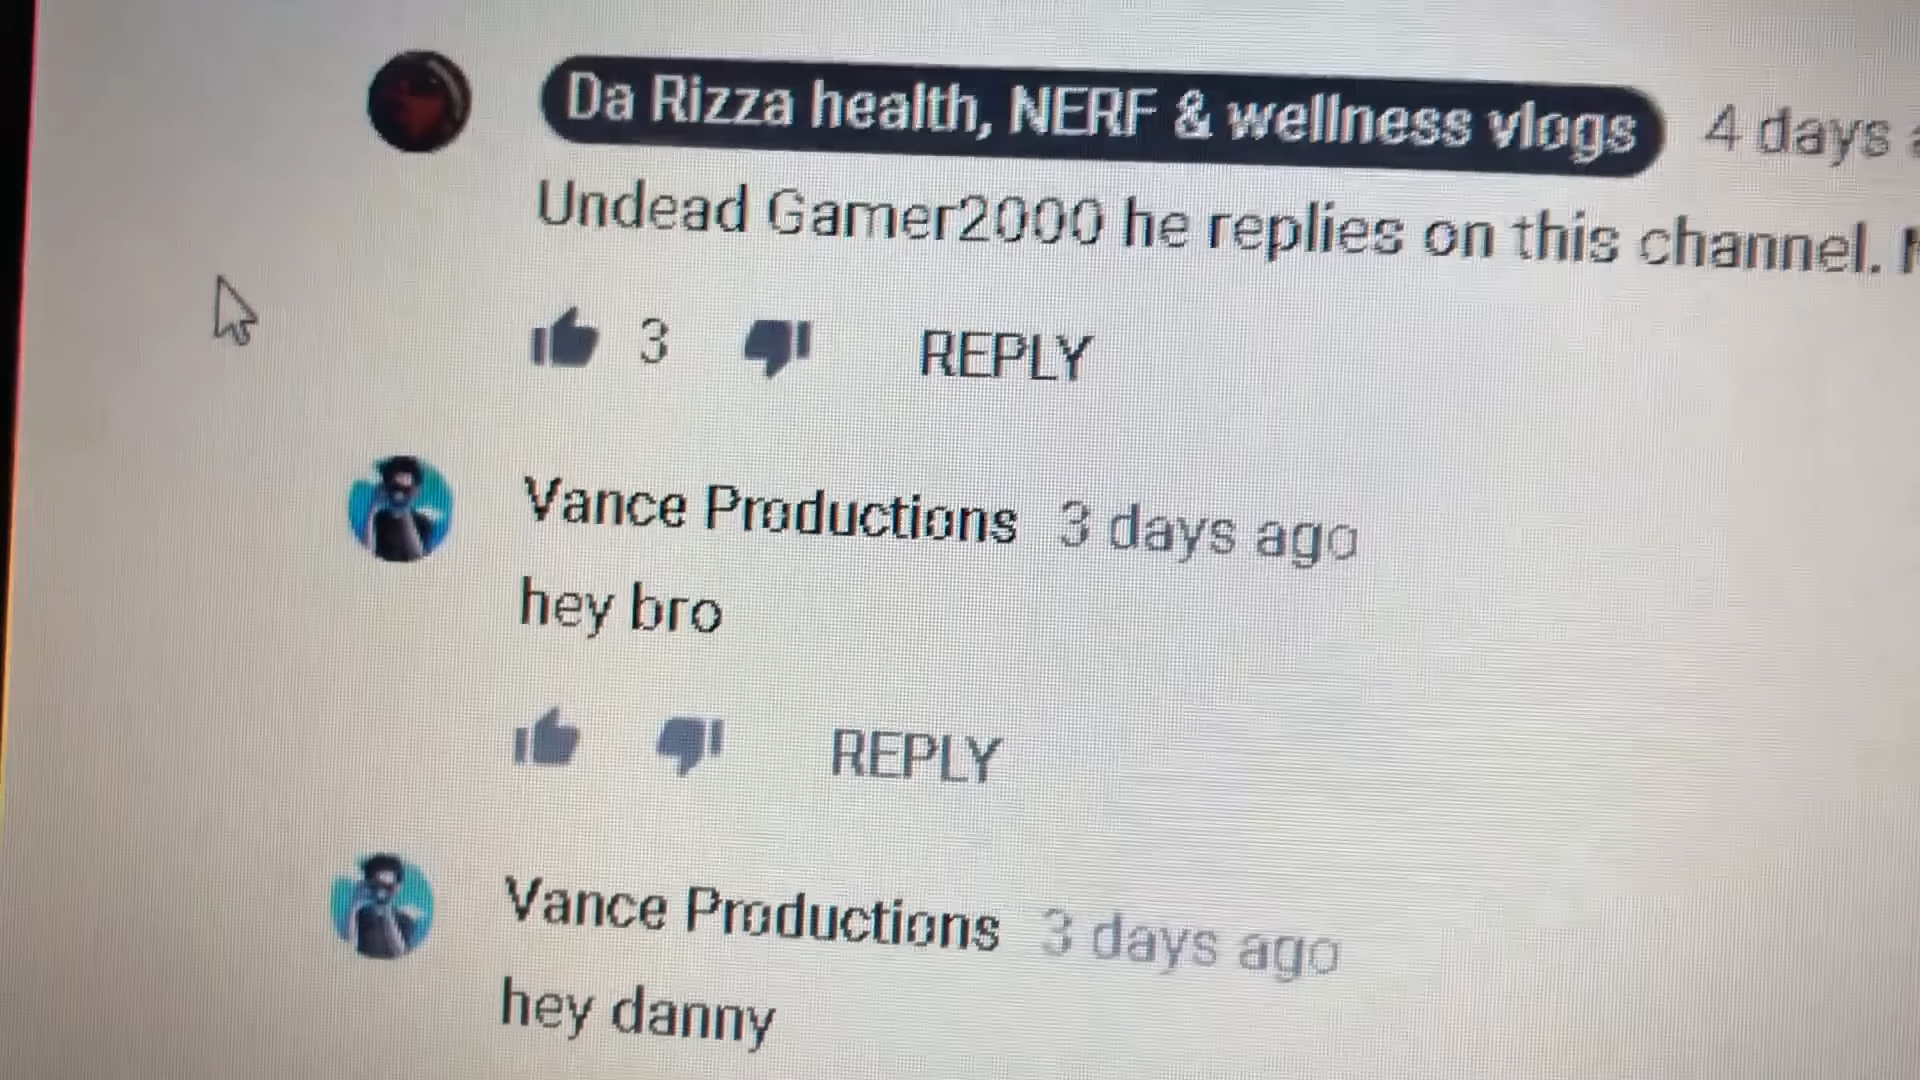 Da Rizza health, NERF & wellness vlogs 4 days
Undead Gamer2000 he replies on this channel.
3 REPLY
Vance Productions 3 days ago
hey bro
REPLY
Vance Productions 3 days ago
hey danny